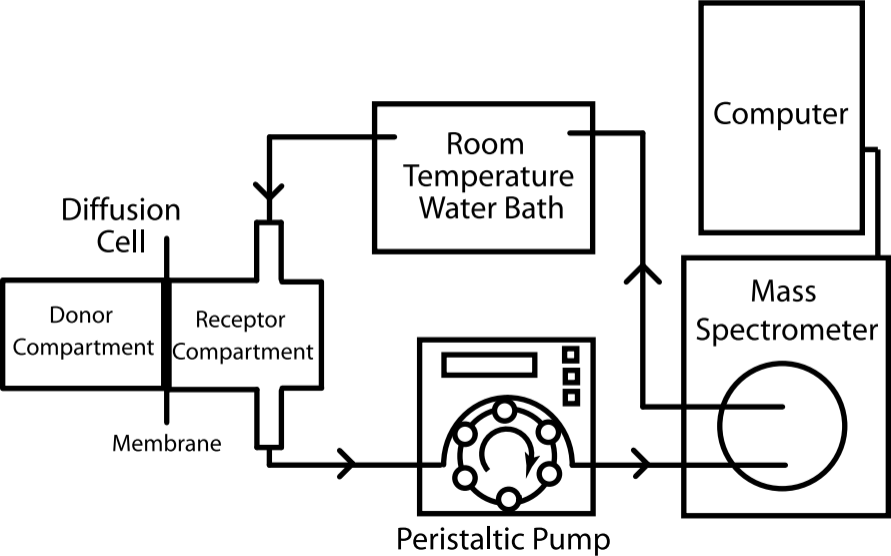 Computer
Room
Temperature
Water Bath
Diffusion
Cell
Donor
Compartment
Receptor
Compartment
Mass
Spectrometer
Membrane
Peristaltic Pump